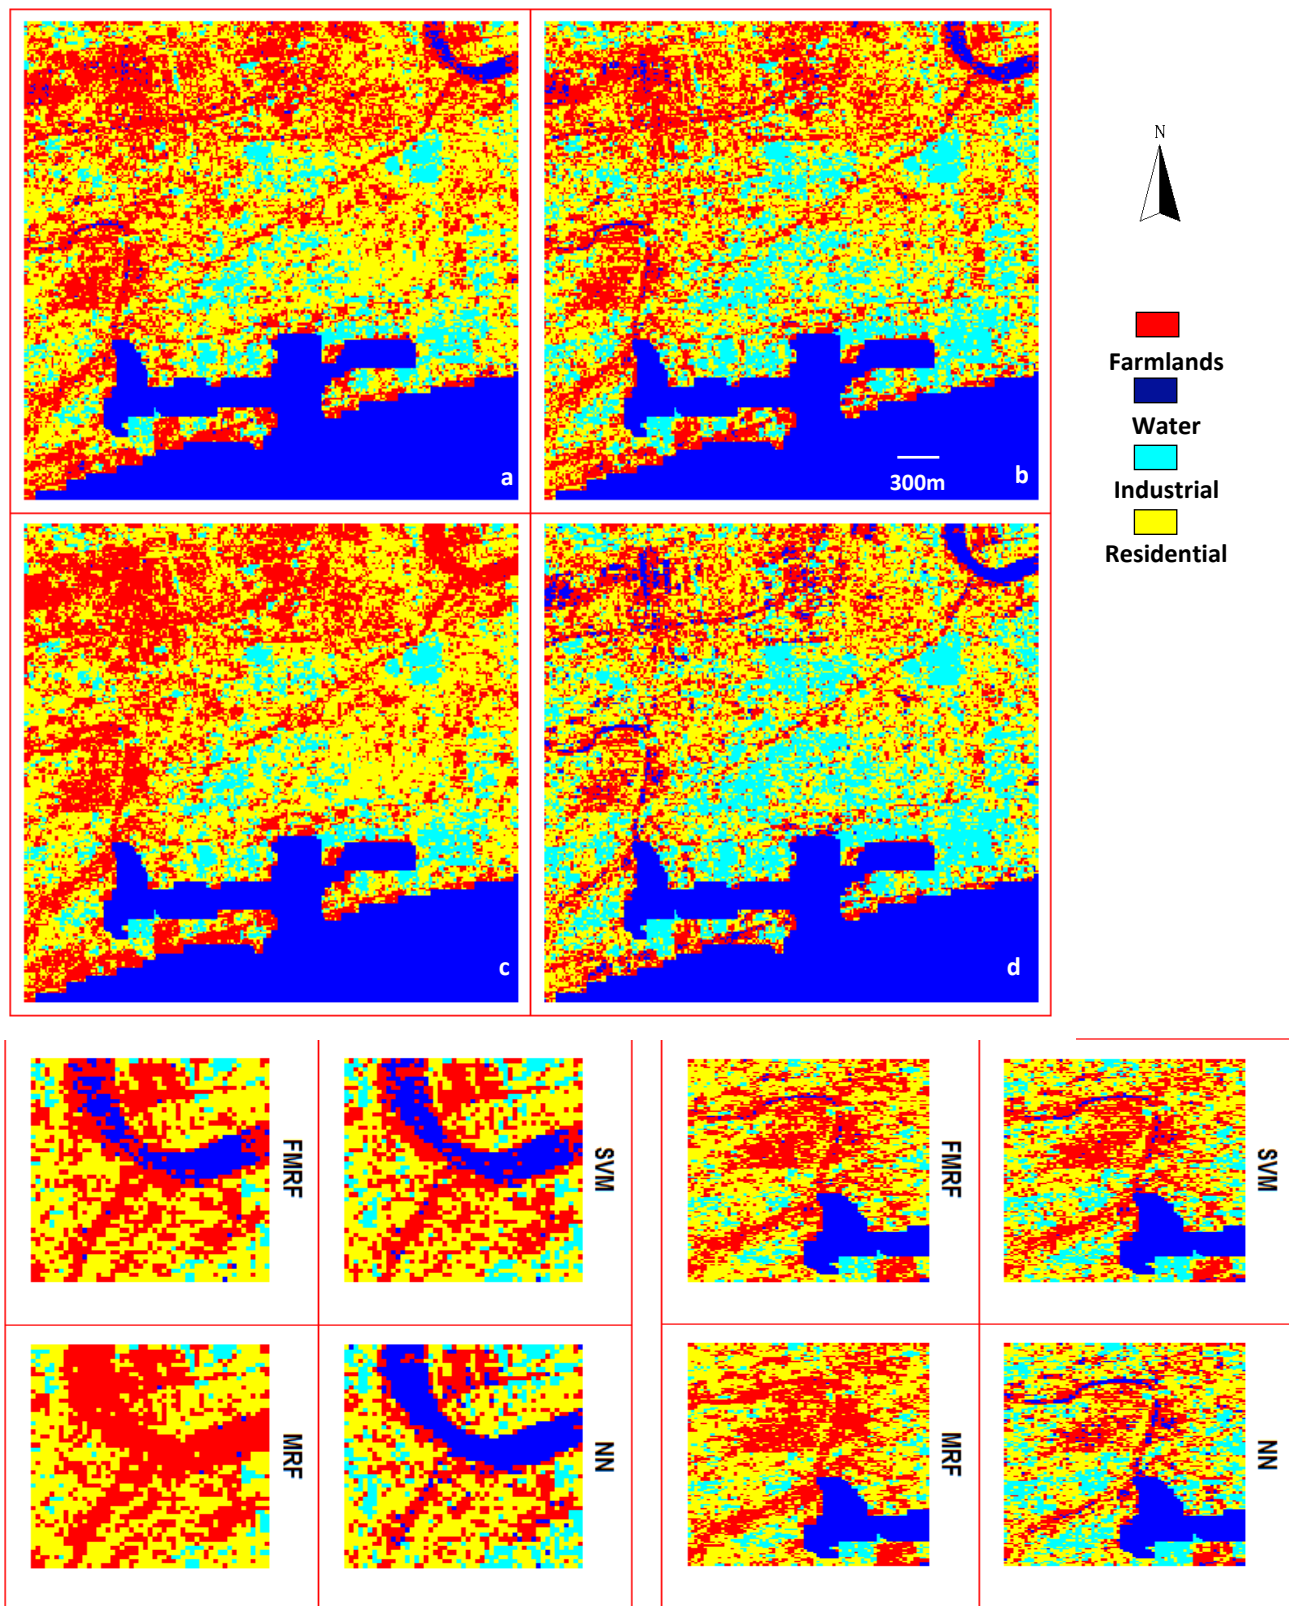 N
Farmlands
Water
Industrial
Residential
a
300m
b
c
d
FMRF
SVM
FMRF
SVM
MRF
NN
MRF
NN